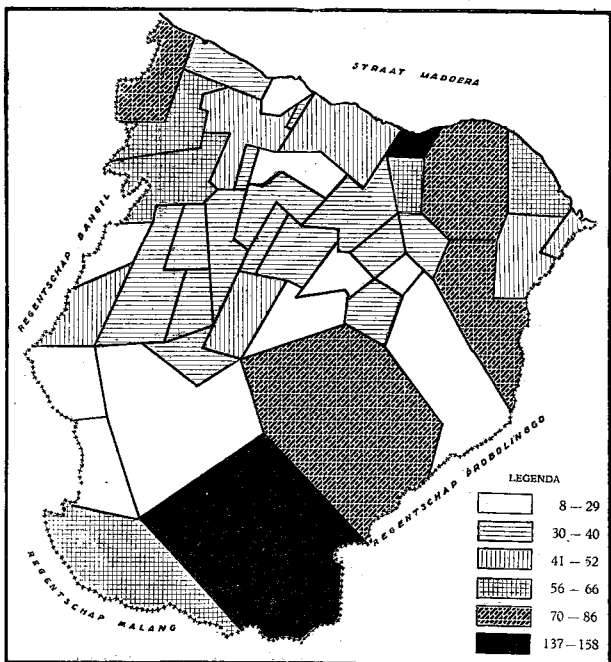 STRAAT MADOERA
REGENTSCHAP BANGIL
REGENTSCHAP PROBOLINGGO
REGENTSCHAP MALANG
LEGENDA
8 — 29
30 — 40
41 — 52
56 — 66
70 — 86
137 — 158